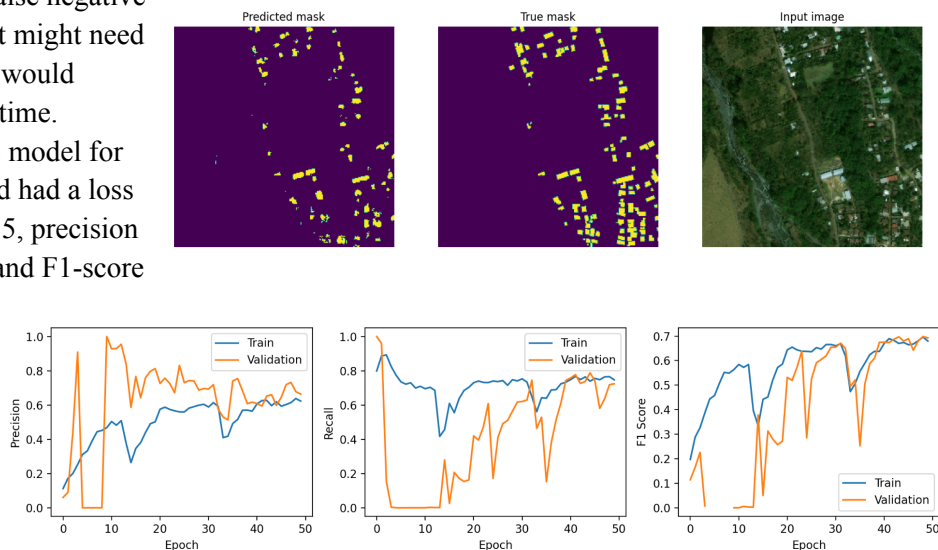 alse negative
t might need
would
time.
model for
d had a loss
5, precision
and F1-score
Predicted mask
True mask
Input image
Precision
1.0
0.8
0.6
0.4
0.2
0.0
0 10 20 30 40 50
Epoch
Train
Validation
Recall
1.0
0.8
0.6
0.4
0.2
0.0
0 10 20 30 40 50
Epoch
Train
Validation
F1 Score
0.7
0.6
0.5
0.4
0.3
0.2
0.1
0.0
0 10 20 30 40 50
Epoch
Train
Validation